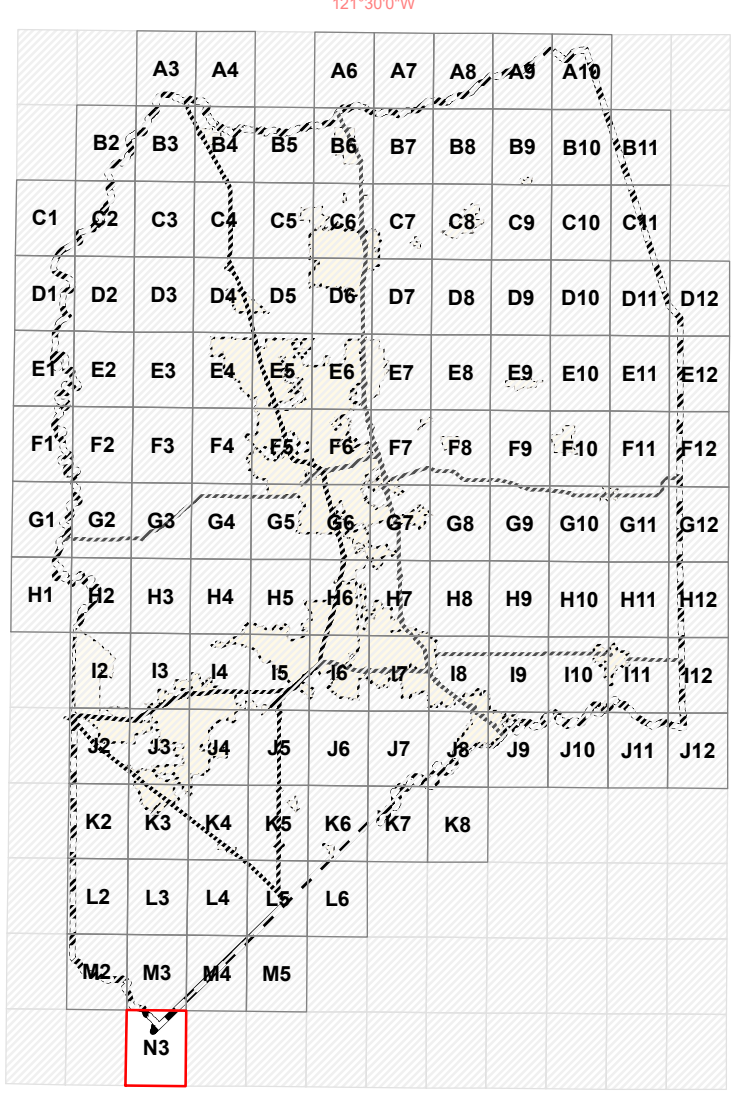 121°30'0"W
A3 A4 A6 A7 A8 A9 A10
B2 B3 B4 B5 B6 B7 B8 B9 B10 B11
C1 C2 C3 C4 C5 C6 C7 C8 C9 C10 C11
D1 D2 D3 D4 D5 D6 D7 D8 D9 D10 D11 D12
E1 E2 E3 E4 E5 E6 E7 E8 E9 E10 E11 E12
F1 F2 F3 F4 F5 F6 F7 F8 F9 F10 F11 F12
G1 G2 G3 G4 G5 G6 G7 G8 G9 G10 G11 G12
H1 H2 H3 H4 H5 H6 H7 H8 H9 H10 H11 H12
I2 I3 I4 I5 I6 I7 I8 I9 I10 I11 I12
J2 J3 J4 J5 J6 J7 J8 J9 J10 J11 J12
K2 K3 K4 K5 K6 K7 K8
L2 L3 L4 L5 L6
M2 M3 M4 M5
N3